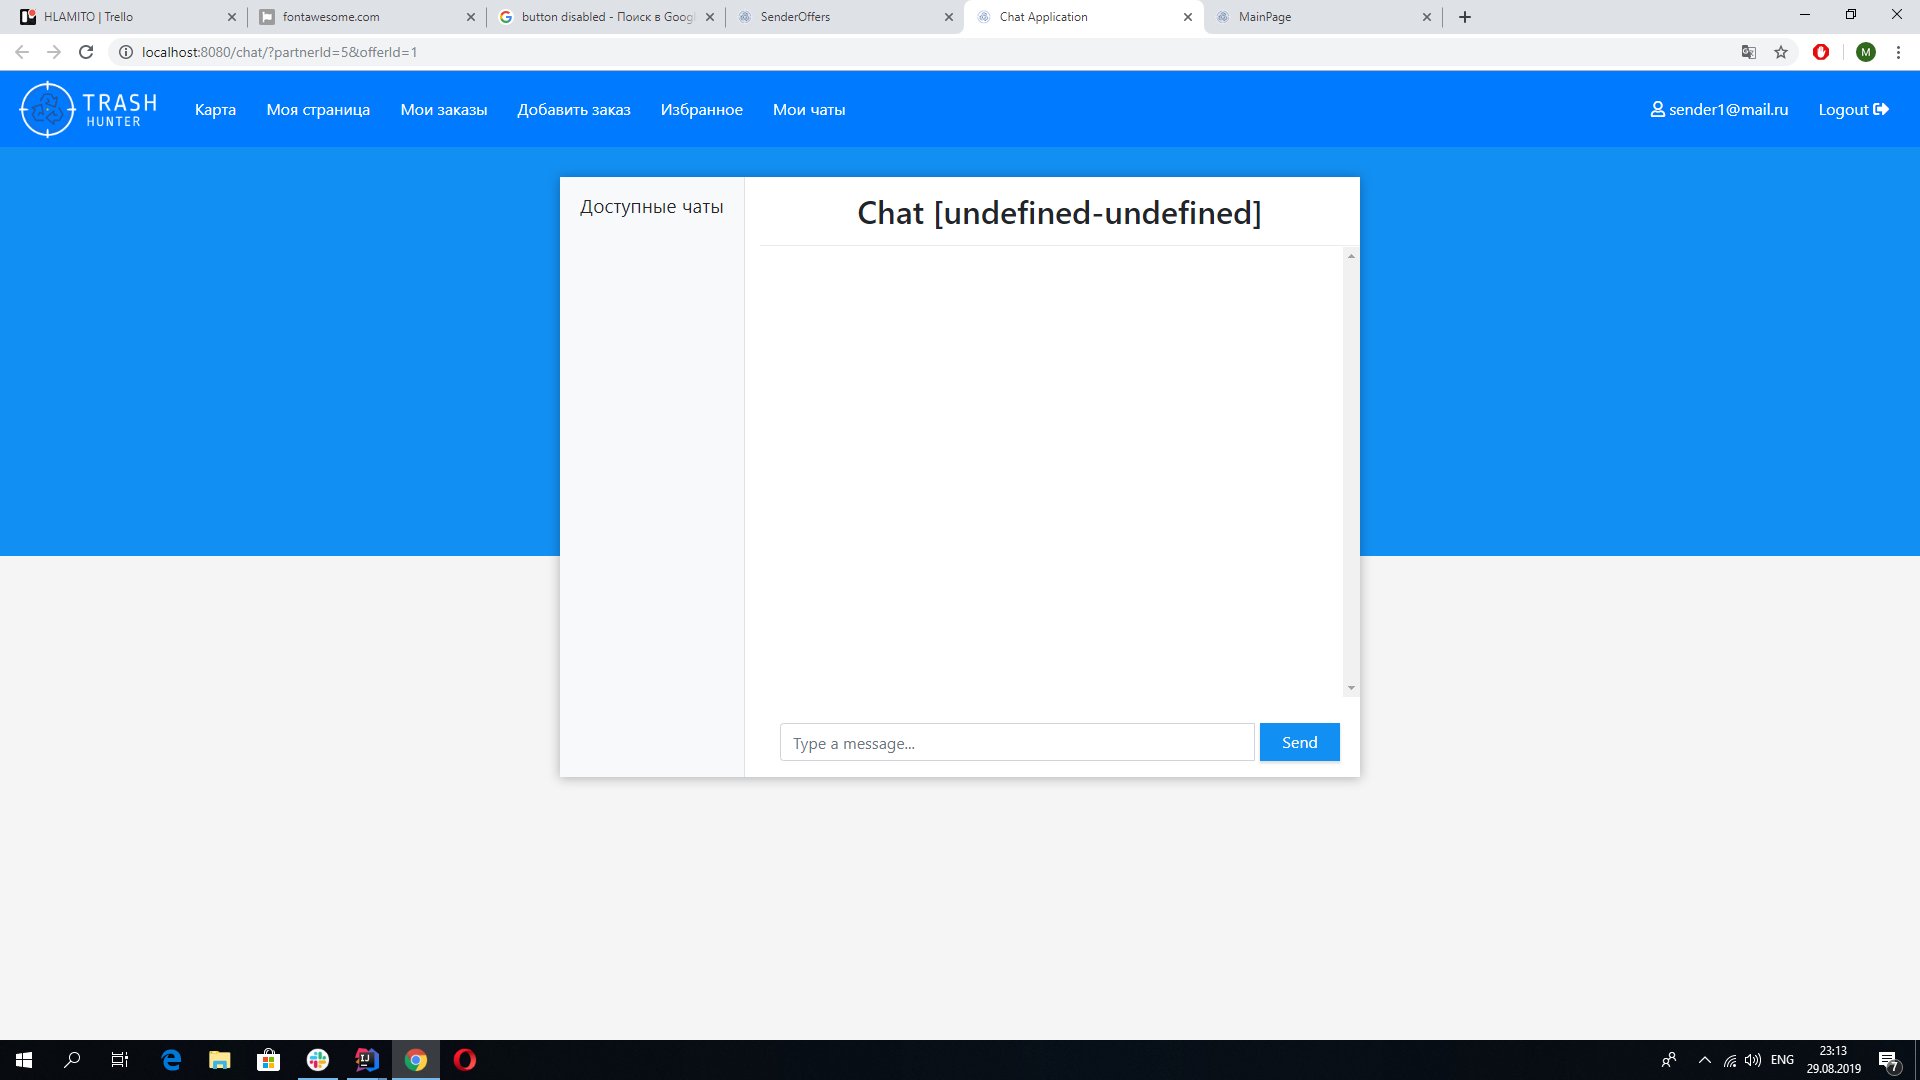 HLAMITO | Trello
fontawesome.com
button disabled - Поиск в Goog
SenderOffers
Chat Application
MainPage
localhost:8080/chat/?partnerId=5&offerId=1
M
TRASH
HUNTER
Карта
Моя страница
Мои заказы
Добавить заказ
Избранное
Мои чаты
sender1@mail.ru
Logout
Доступные чаты
Chat [undefined-undefined]
Type a message...
Send
ENG
23:13
29.08.2019
7